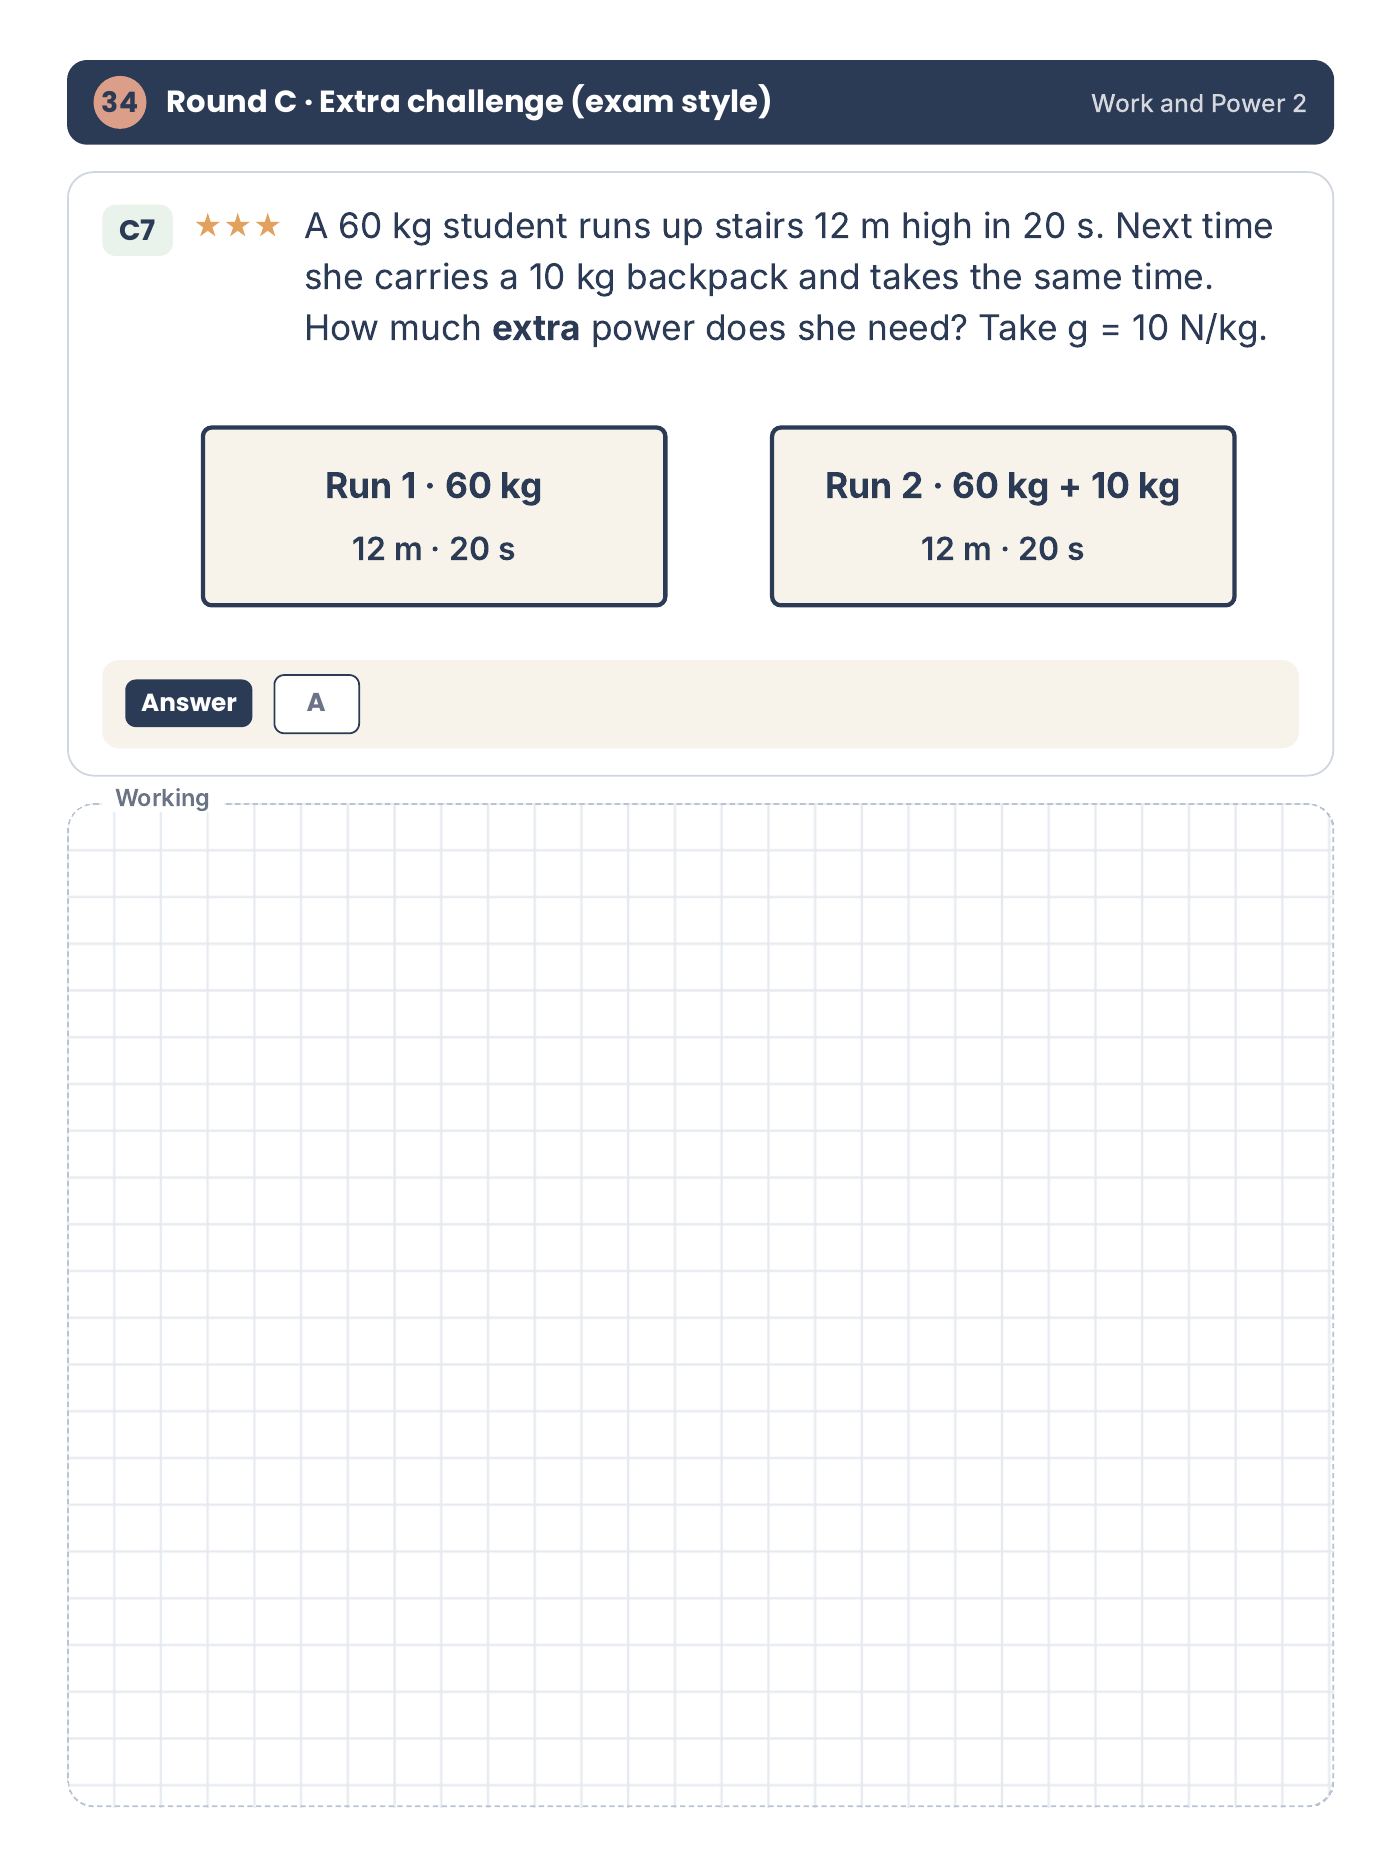 34 Round C · Extra challenge (exam style) Work and Power 2
C7 ★★★ A 60 kg student runs up stairs 12 m high in 20 s. Next time
she carries a 10 kg backpack and takes the same time.
How much extra power does she need? Take g = 10 N/kg.
Run 1 · 60 kg
12 m · 20 s
Run 2 · 60 kg + 10 kg
12 m · 20 s
Answer A
Working